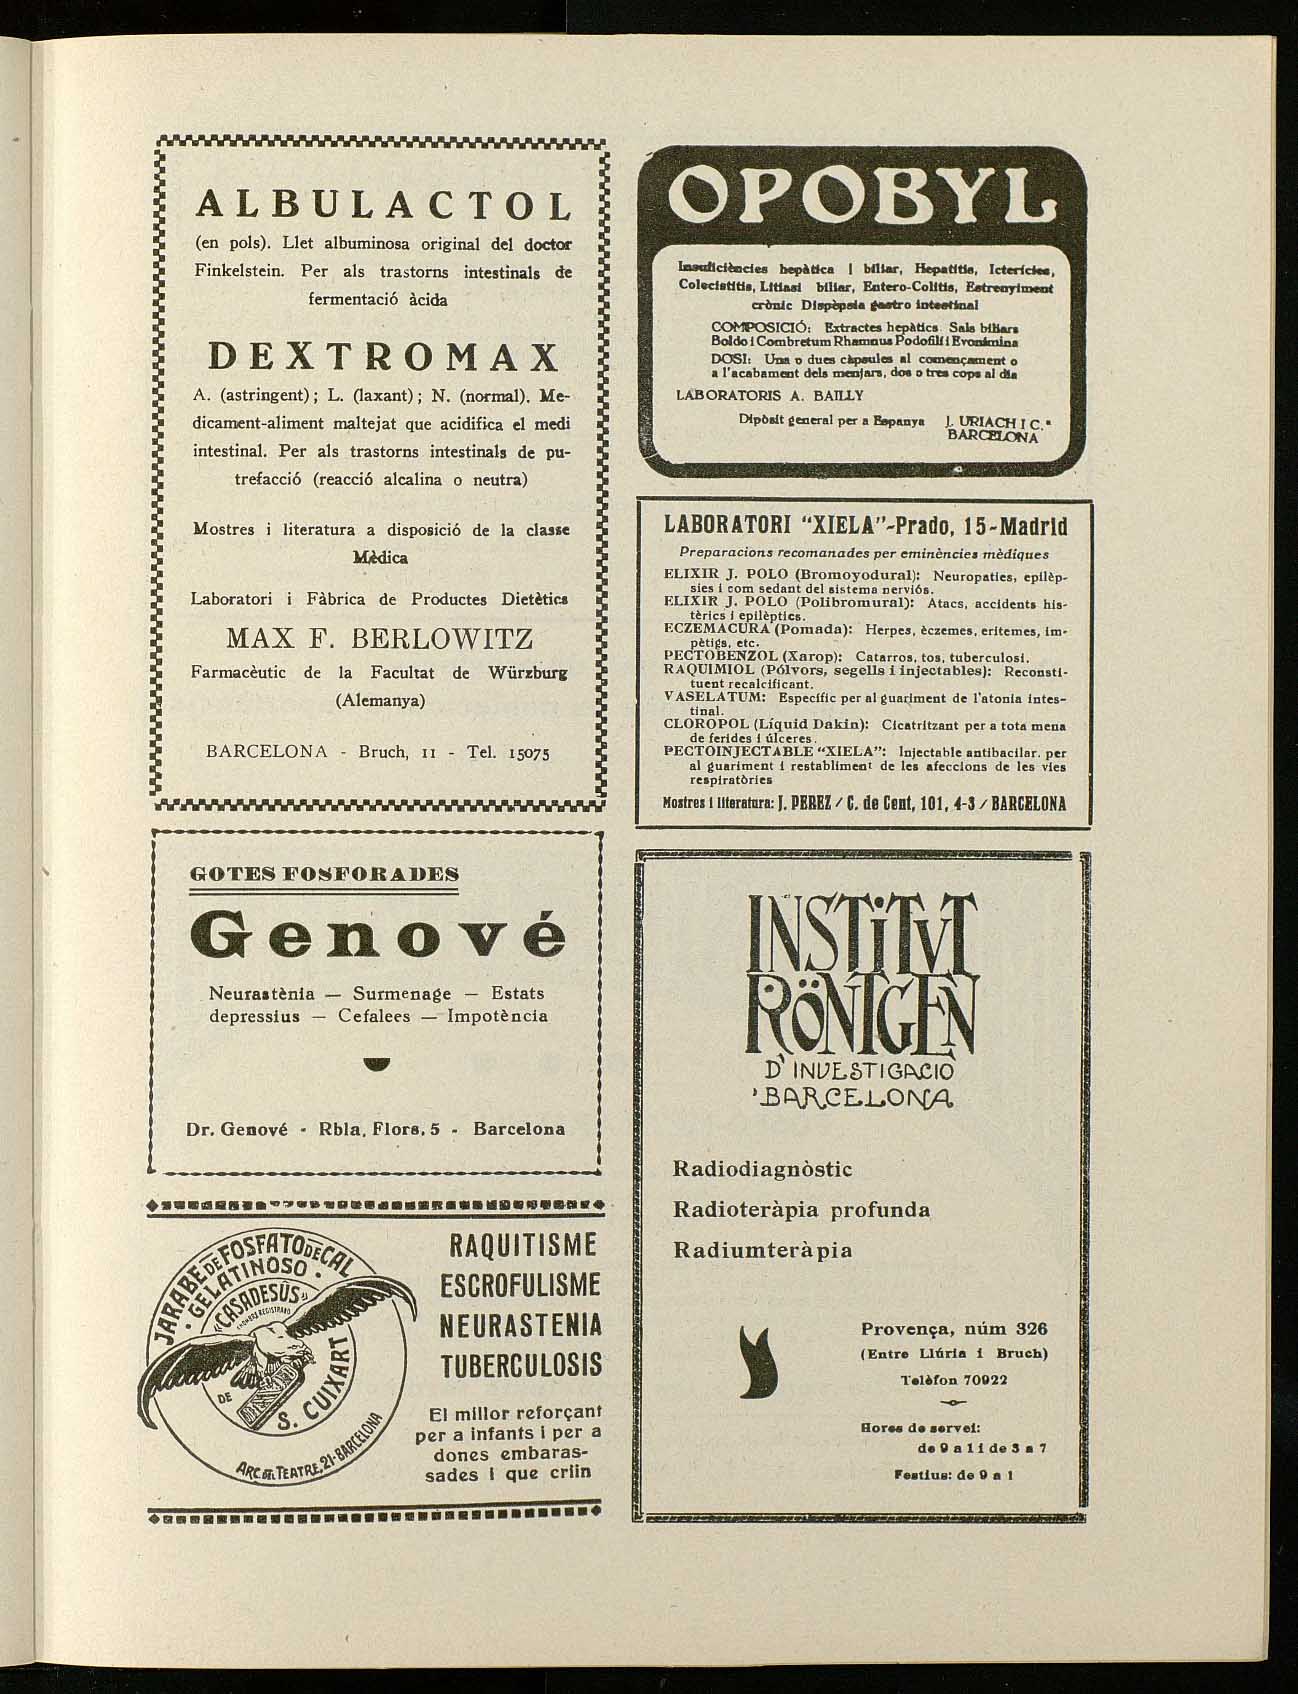 ALBULACTOL
(en pols). Llet albuminosa original del doctor
Finkelstein. Per als trastorns intestinals de
fermentació àcida
DEXTROMAX
A. (astringent); L. (laxant); N. (normal). Me-
dicament-aliment maltejat que acidifica el medi
intestinal. Per als trastorns intestinals de pu-
trefacció (reacció alcalina o neutra)
Mostres i literatura a disposició de la classe
Mèdica
Laboratori i Fàbrica de Productes Dietètics
MAX F. BERLOWITZ
Farmacèutic de la Facultat de Würzburg
(Alemanya)
BARCELONA - Bruch, 11 - Tel. 15075
GOTES FOSFORADES
Genové
Neurastènia — Surmenage — Estats
depressius — Cefalees — Impotència
Dr. Genové - Rbla. Flors, 5 - Barcelona
JARABE DE FOSFATO DE CAL
GELATINOSO
«CASADESÚS»
NOMBRE REGISTRADO
DE
S. CUIXART
ARC DEL TEATRE, 21-BARCELONA
RAQUITISME
ESCROFULISME
NEURASTENIA
TUBERCULOSIS
El millor reforçant
per a infants i per a
dones embaras-
sades i que criin
OPOBYL
Insuficiències hepàtica i biliar, Hepatitis, Icterícies,
Colecistitis, Litiasi biliar, Entero-Colitis, Estrenyiment
crònic Dispèpsia gastro intestinal
COMPOSICIÓ: Extractes hepàtics Sals biliars
Boldo i Combretum Rhamnus Podofilí i Evonimina
DOSI: Una o dues càpsules al començament o
a l'acabament dels menjars, dos o tres cops al dia
LABORATORIS A. BAILLY
Dipòsit general per a Espanya
J. URIACH I C.ª
BARCELONA
LABORATORI "XIELA"-Prado, 15-Madrid
Preparacions recomanades per eminències mèdiques
ELIXIR J. POLO (Bromoyodural): Neuropaties, epilèp-
sies i com sedant del sistema nerviós.
ELIXIR J. POLO (Polibromural): Atacs, accidents his-
tèrics i epilèptics.
ECZEMACURA (Pomada): Herpes, èczemes, eritemes, im-
pètigs, etc.
PECTOBENZOL (Xarop): Catarros, tos, tuberculosi.
RAQUIMIOL (Pólvors, segells i injectables): Reconsti-
tuent recalcificant.
VASELATUM: Específic per al guariment de l'atonia intes-
tinal.
CLOROPOL (Líquid Dakin): Cicatritzant per a tota mena
de ferides i úlceres.
PECTOINJECTABLE "XIELA": Injectable antibacilar, per
al guariment i restabliment de les afeccions de les vies
respiratòries
Mostres i literatura: J. PEREZ / C. de Cent, 101, 4-3 / BARCELONA
INSTITVT
RÖNTGEN
D'INVESTIGACIO
BARCELONA
Radiodiagnòstic
Radioteràpia profunda
Radiumteràpia
Provença, núm 326
(Entre Llúria i Bruch)
Telèfon 70922
Hores de servei:
de 9 a 11 de 3 a 7
Festius: de 9 a 1